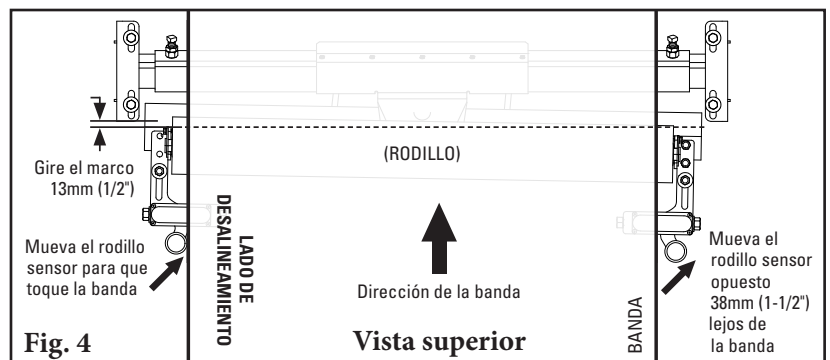 Gire el marco
13mm (1/2")
(RODILLO)
Mueva el rodillo
sensor para que
toque la banda
LADO DE
DESALINEAMIENTO
Dirección de la banda
BANDA
Mueva el
rodillo sensor
opuesto
38mm (1-1/2")
lejos de
la banda
Fig. 4
Vista superior